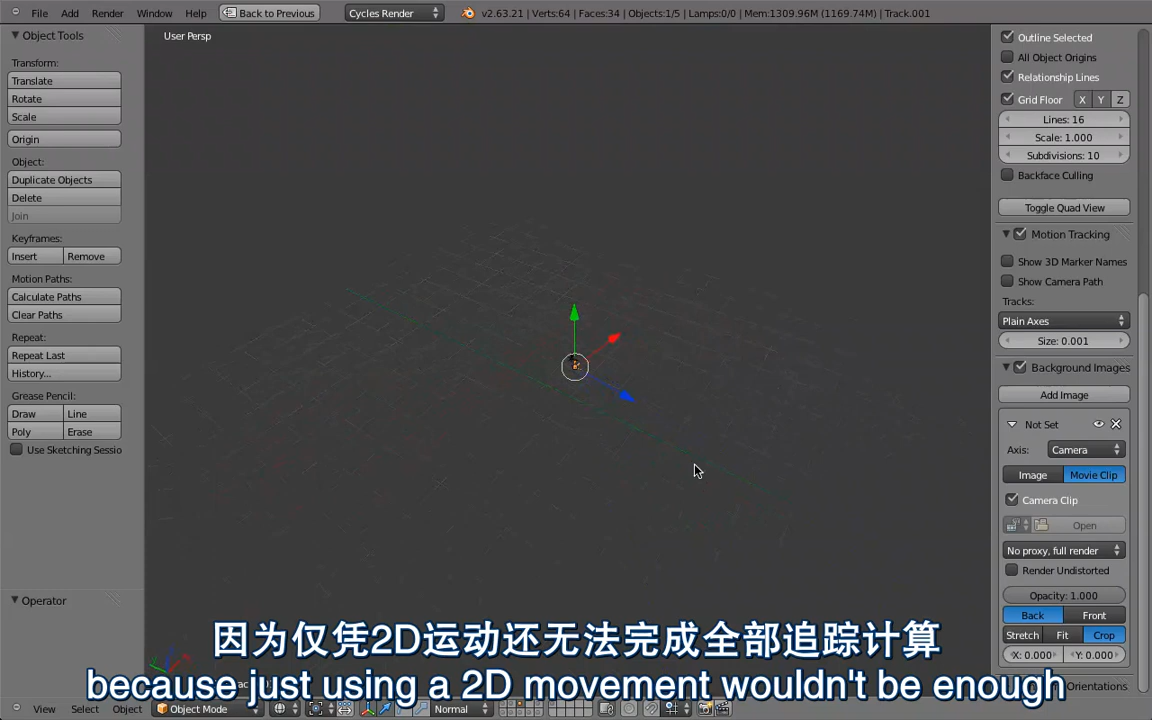 File Add Render Window Help Back to Previous Cycles Render v2.63.21 | Verts:64 | Faces:34 | Objects:1/5 | Lamps:0/0 | Mem:1309.96M (1169.74M) | Track.001
Object Tools
Transform:
Translate
Rotate
Scale
Origin
Object:
Duplicate Objects
Delete
Join
Keyframes:
Insert Remove
Motion Paths:
Calculate Paths
Clear Paths
Repeat:
Repeat Last
History...
Grease Pencil:
Draw Line
Poly Erase
Use Sketching Sessio
Operator
User Persp
Outline Selected
All Object Origins
Relationship Lines
Grid Floor X Y Z
Lines: 16
Scale: 1.000
Subdivisions: 10
Backface Culling
Toggle Quad View
Motion Tracking
Show 3D Marker Names
Show Camera Path
Tracks:
Plain Axes
Size: 0.001
Background Images
Add Image
Not Set
Axis: Camera
Image Movie Clip
Camera Clip
Open
No proxy, full render
Render Undistorted
Opacity: 1.000
Back Front
Stretch Fit Crop
X: 0.000 Y: 0.000
Orientations
因为仅凭2D运动还无法完成全部追踪计算
because just using a 2D movement wouldn't be enough
View Select Object Object Mode Normal